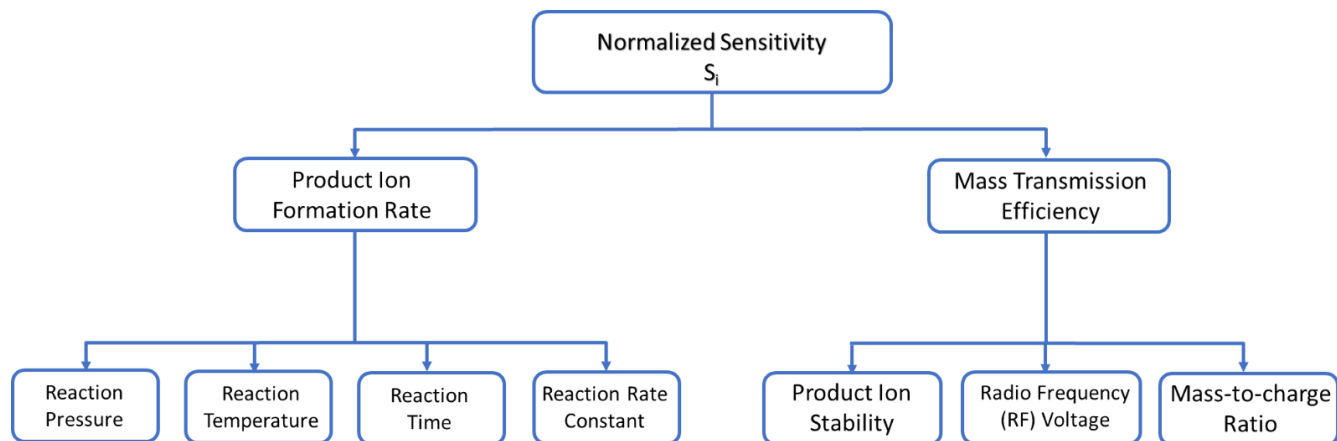 Normalized Sensitivity
Si
Product Ion
Formation Rate
Mass Transmission
Efficiency
Reaction
Pressure
Reaction
Temperature
Reaction
Time
Reaction Rate
Constant
Product Ion
Stability
Radio Frequency
(RF) Voltage
Mass-to-charge
Ratio